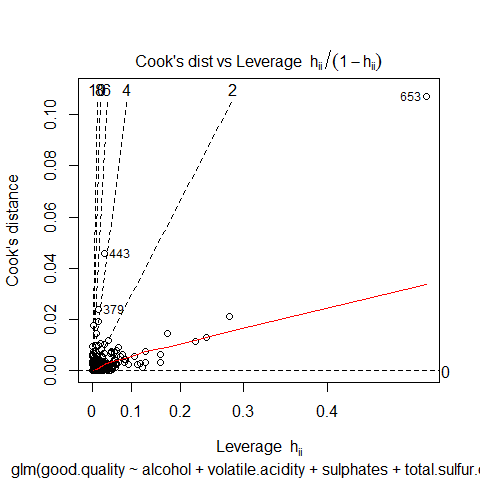 Cook's dist vs Leverage hii/(1 − hii)
6 4 2
653
443
379
0
Cook's distance
0.00 0.02 0.04 0.06 0.08 0.10
0 0.1 0.2 0.3 0.4
Leverage hii
glm(good.quality ~ alcohol + volatile.acidity + sulphates + total.sulfur.